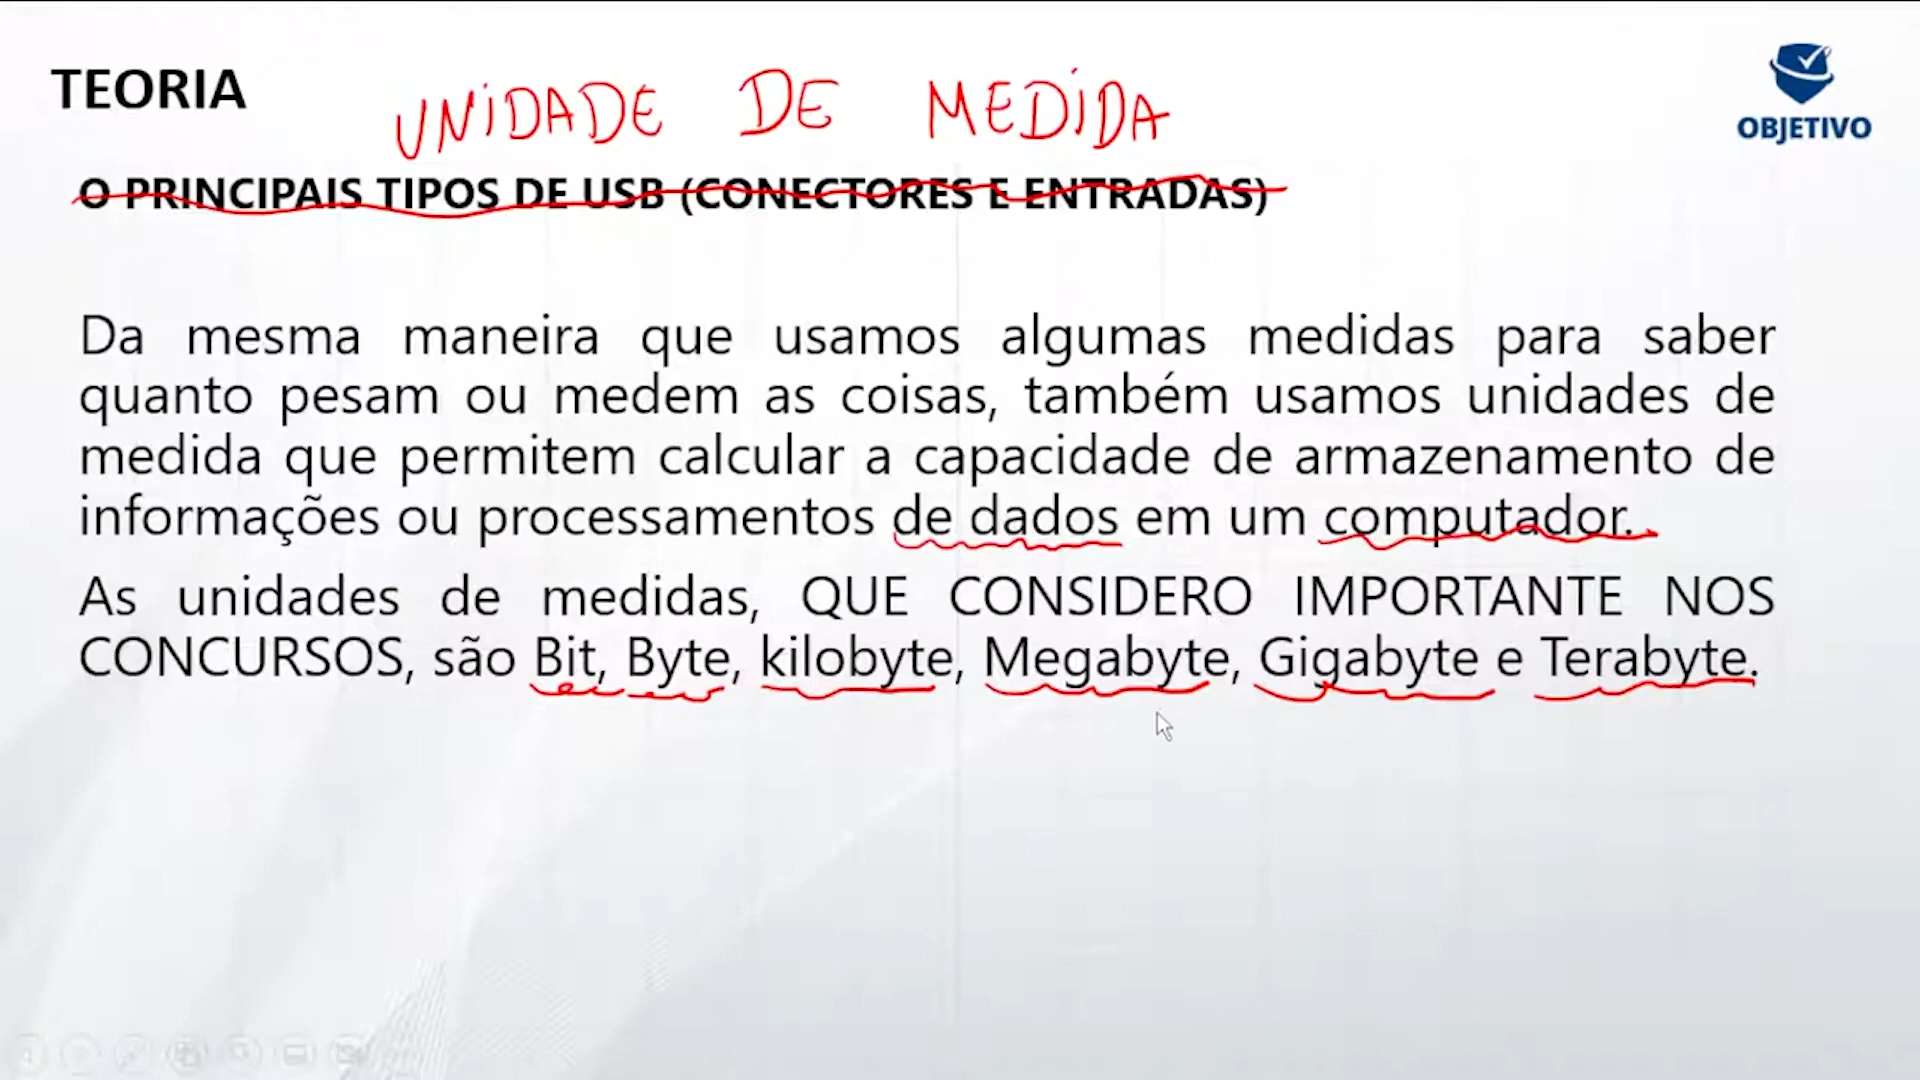 TEORIA
UNIDADE DE MEDIDA
OBJETIVO
O PRINCIPAIS TIPOS DE USB (CONECTORES E ENTRADAS)
Da mesma maneira que usamos algumas medidas para saber
quanto pesam ou medem as coisas, também usamos unidades de
medida que permitem calcular a capacidade de armazenamento de
informações ou processamentos de dados em um computador.
As unidades de medidas, QUE CONSIDERO IMPORTANTE NOS
CONCURSOS, são Bit, Byte, kilobyte, Megabyte, Gigabyte e Terabyte.